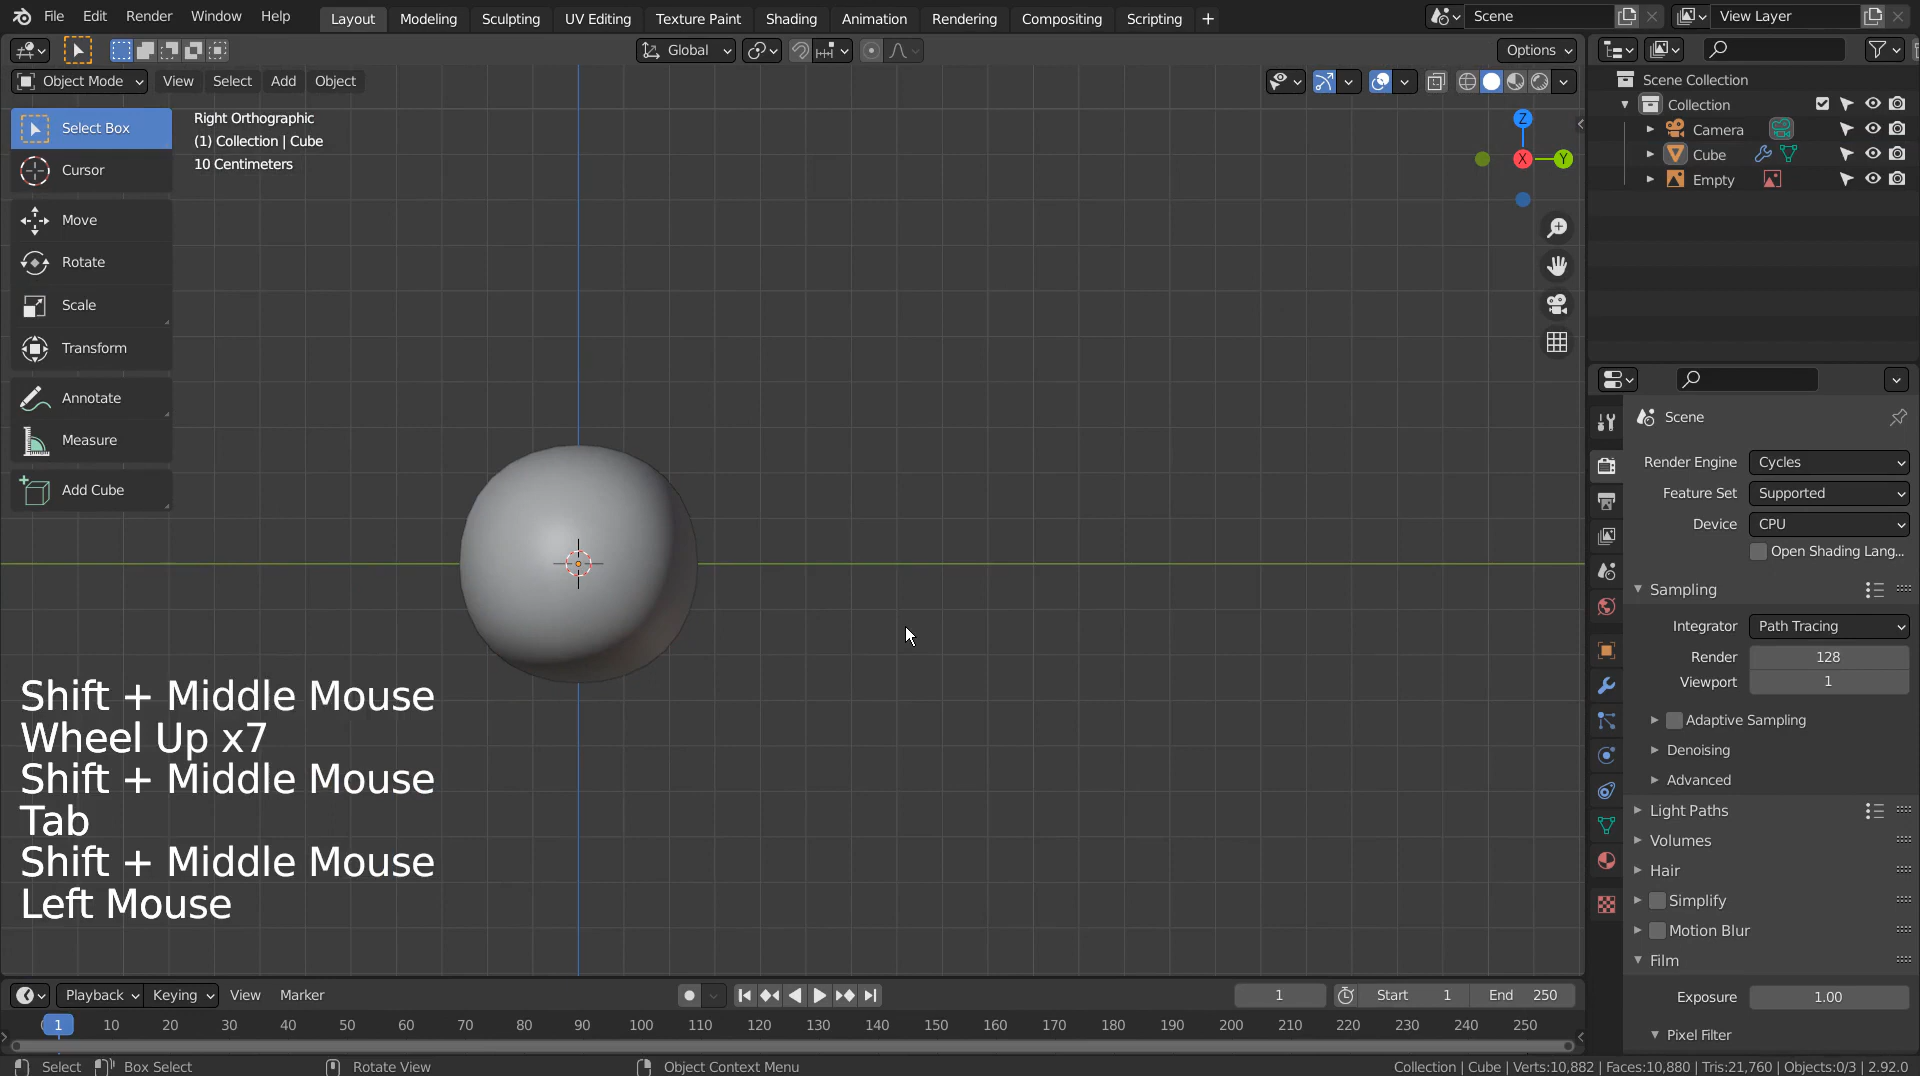 File Edit Render Window Help Layout Modeling Sculpting UV Editing Texture Paint Shading Animation Rendering Compositing Scripting + Scene View Layer
Global Options
Object Mode View Select Add Object
Select Box
Cursor
Move
Rotate
Scale
Transform
Annotate
Measure
Add Cube
Right Orthographic
(1) Collection | Cube
10 Centimeters
Z
X
Y
Scene Collection
Collection
Camera
Cube
Empty
Scene
Render Engine Cycles
Feature Set Supported
Device CPU
Open Shading Lang...
Sampling
Integrator Path Tracing
Render 128
Viewport 1
Adaptive Sampling
Denoising
Advanced
Light Paths
Volumes
Hair
Simplify
Motion Blur
Film
Exposure 1.00
Pixel Filter
Shift + Middle Mouse
Wheel Up x7
Shift + Middle Mouse
Tab
Shift + Middle Mouse
Left Mouse
Playback Keying View Marker 1 Start 1 End 250
1 10 20 30 40 50 60 70 80 90 100 110 120 130 140 150 160 170 180 190 200 210 220 230 240 250
Select Box Select Rotate View Object Context Menu Collection | Cube | Verts:10,882 | Faces:10,880 | Tris:21,760 | Objects:0/3 | 2.92.0